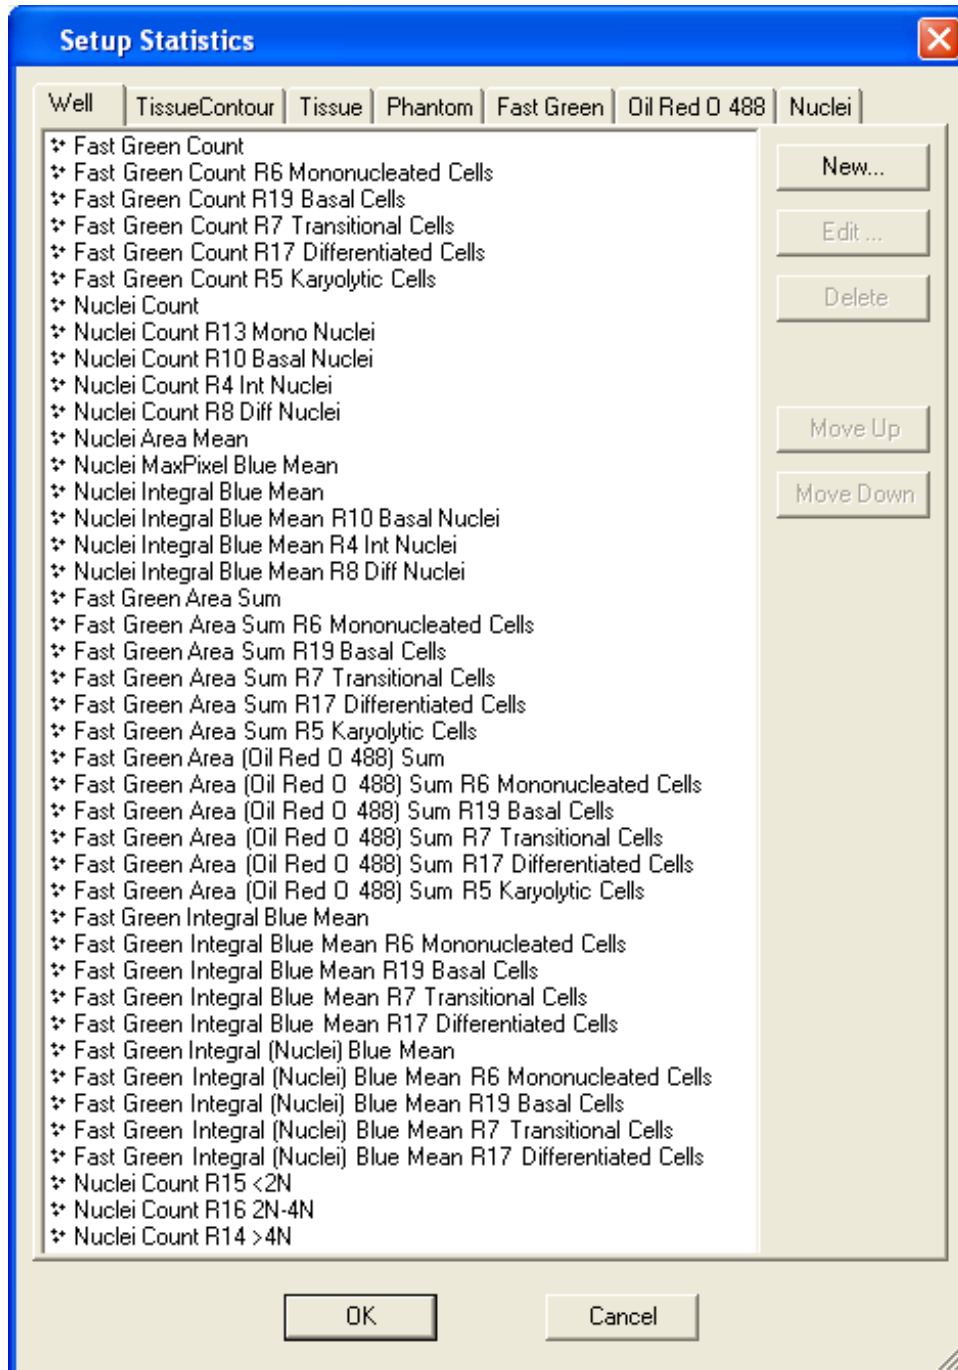 Setup Statistics
Well TissueContour Tissue Phantom Fast Green Oil Red O 488 Nuclei
Fast Green Count
Fast Green Count R6 Mononucleated Cells
Fast Green Count R19 Basal Cells
Fast Green Count R7 Transitional Cells
Fast Green Count R17 Differentiated Cells
Fast Green Count R5 Karyolytic Cells
Nuclei Count
Nuclei Count R13 Mono Nuclei
Nuclei Count R10 Basal Nuclei
Nuclei Count R4 Int Nuclei
Nuclei Count R8 Diff Nuclei
Nuclei Area Mean
Nuclei MaxPixel Blue Mean
Nuclei Integral Blue Mean
Nuclei Integral Blue Mean R10 Basal Nuclei
Nuclei Integral Blue Mean R4 Int Nuclei
Nuclei Integral Blue Mean R8 Diff Nuclei
Fast Green Area Sum
Fast Green Area Sum R6 Mononucleated Cells
Fast Green Area Sum R19 Basal Cells
Fast Green Area Sum R7 Transitional Cells
Fast Green Area Sum R17 Differentiated Cells
Fast Green Area Sum R5 Karyolytic Cells
Fast Green Area (Oil Red O 488) Sum
Fast Green Area (Oil Red O 488) Sum R6 Mononucleated Cells
Fast Green Area (Oil Red O 488) Sum R19 Basal Cells
Fast Green Area (Oil Red O 488) Sum R7 Transitional Cells
Fast Green Area (Oil Red O 488) Sum R17 Differentiated Cells
Fast Green Area (Oil Red O 488) Sum R5 Karyolytic Cells
Fast Green Integral Blue Mean
Fast Green Integral Blue Mean R6 Mononucleated Cells
Fast Green Integral Blue Mean R19 Basal Cells
Fast Green Integral Blue Mean R7 Transitional Cells
Fast Green Integral Blue Mean R17 Differentiated Cells
Fast Green Integral (Nuclei) Blue Mean
Fast Green Integral (Nuclei) Blue Mean R6 Mononucleated Cells
Fast Green Integral (Nuclei) Blue Mean R19 Basal Cells
Fast Green Integral (Nuclei) Blue Mean R7 Transitional Cells
Fast Green Integral (Nuclei) Blue Mean R17 Differentiated Cells
Nuclei Count R15 <2N
Nuclei Count R16 2N-4N
Nuclei Count R14 >4N
New...
Edit ...
Delete
Move Up
Move Down
OK
Cancel